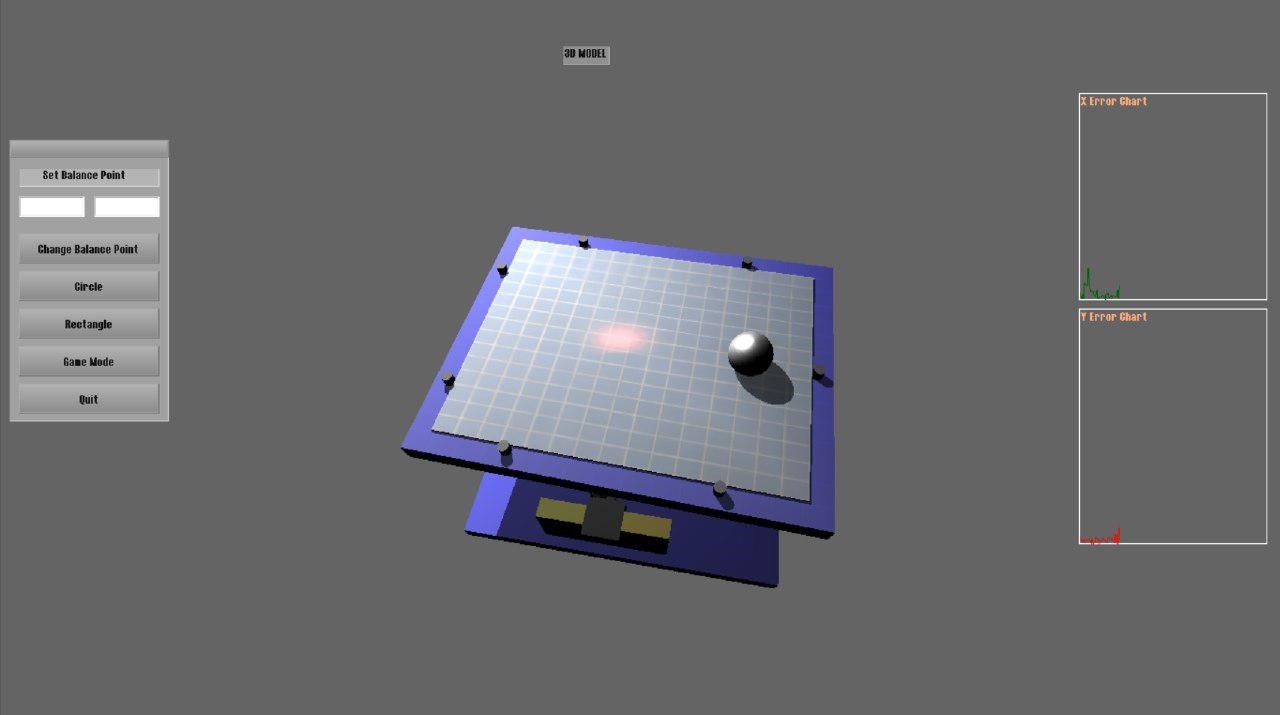 3D MODEL
Set Balance Point
Change Balance Point
Circle
Rectangle
Game Mode
Quit
X Error Chart
Y Error Chart